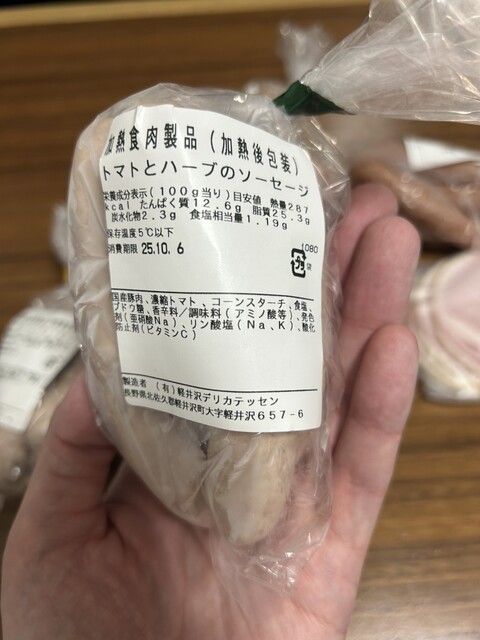 加熱食肉製品(加熱後包装)
トマトとハーブのソーセージ
栄養成分表示(100g当り)目安値 熱量287
kcal たんぱく質12.6g 脂質25.3g
炭水化物2.3g 食塩相当量1.19g
保存温度5℃以下
消費期限 25.10.6
1080
プラ
袋
国産豚肉、濃縮トマト、コーンスターチ、食塩、
ブドウ糖、香辛料/調味料(アミノ酸等)、発色
剤(亜硝酸Na)、リン酸塩(Na、K)、酸化
防止剤(ビタミンC)
製造者 (有)軽井沢デリカテッセン
長野県北佐久郡軽井沢町大字軽井沢657-6